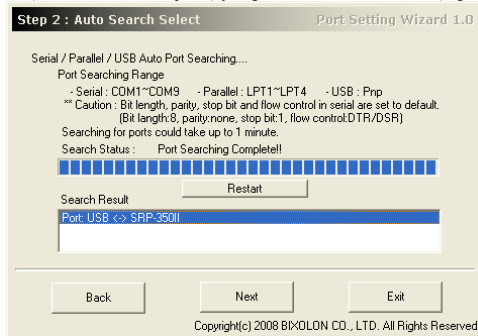 Step 2 : Auto Search Select
Port Setting Wizard 1.0
Serial / Parallel / USB Auto Port Searching....
Port Searching Range
- Serial : COM1~COM9 - Parallel : LPT1~LPT4 - USB : Pnp
** Caution : Bit length, parity, stop bit and flow control in serial are set to default.
(Bit length:8, parity:none, stop bit:1, flow control:DTR/DSR)
Searching for ports could take up to 1 minute.
Search Status : Port Searching Complete!!
Restart
Search Result
Port: USB <-> SRP-350II
Back
Next
Exit
Copyright(c) 2008 BIXOLON CO., LTD. All Rights Reserved